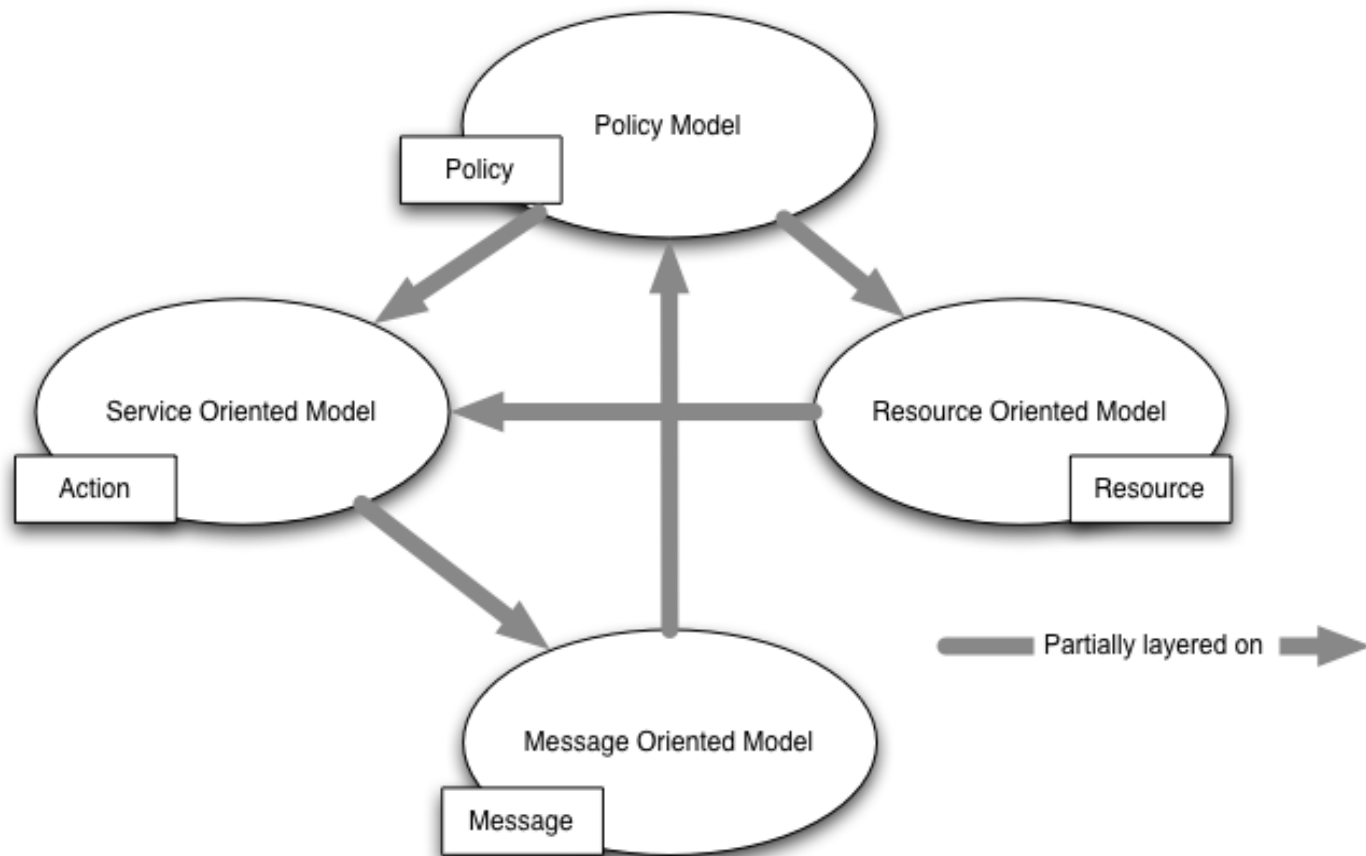 Policy Model
Policy
Service Oriented Model
Resource Oriented Model
Action
Resource
Partially layered on
Message Oriented Model
Message